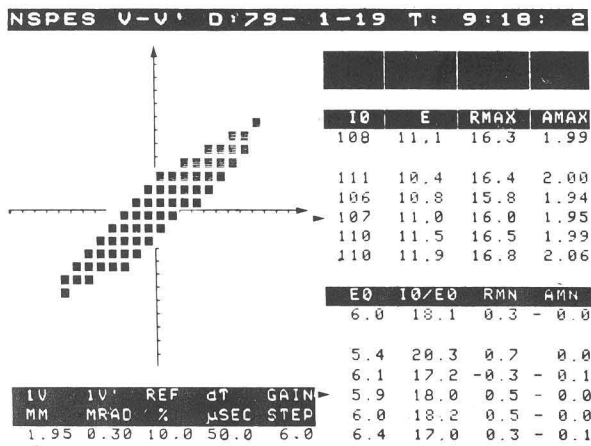 NSPES V-V' D:79- 1-19 T: 9:18: 2
I0 E RMAX AMAX
108 11.1 16.3 1.99
111 10.4 16.4 2.00
106 10.8 15.8 1.94
107 11.0 16.0 1.95
110 11.5 16.5 1.99
110 11.9 16.8 2.06
E0 I0/E0 RMN AMN
6.0 18.1 0.3 - 0.0
5.4 20.3 0.7 0.0
6.1 17.2 -0.3 - 0.1
5.9 18.0 0.5 - 0.0
6.0 18.2 0.5 - 0.0
6.4 17.0 0.3 - 0.1
1V 1V' REF dT GAIN
MM MRAD % µSEC STEP
1.95 0.30 10.0 50.0 6.0